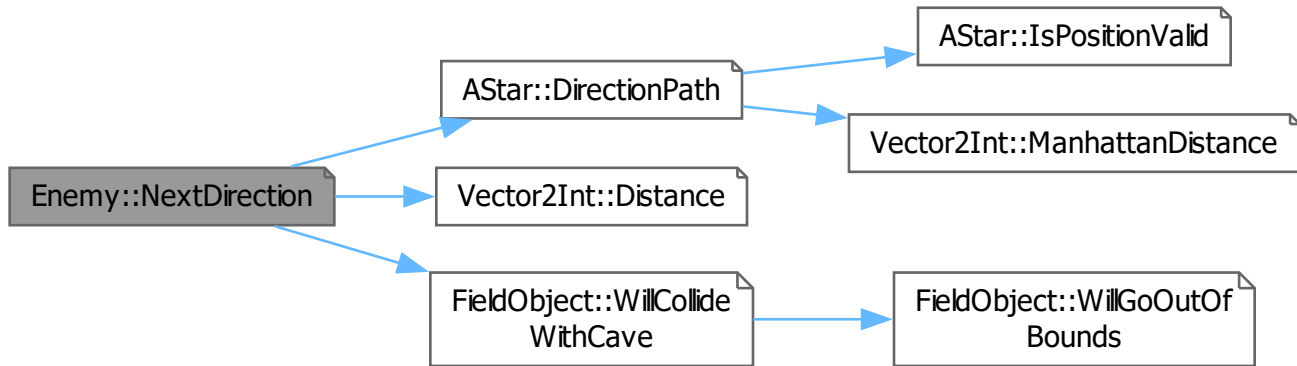 AStar::IsPositionValid
AStar::DirectionPath
Vector2Int::ManhattanDistance
Enemy::NextDirection
Vector2Int::Distance
FieldObject::WillCollide
WithCave
FieldObject::WillGoOutOf
Bounds